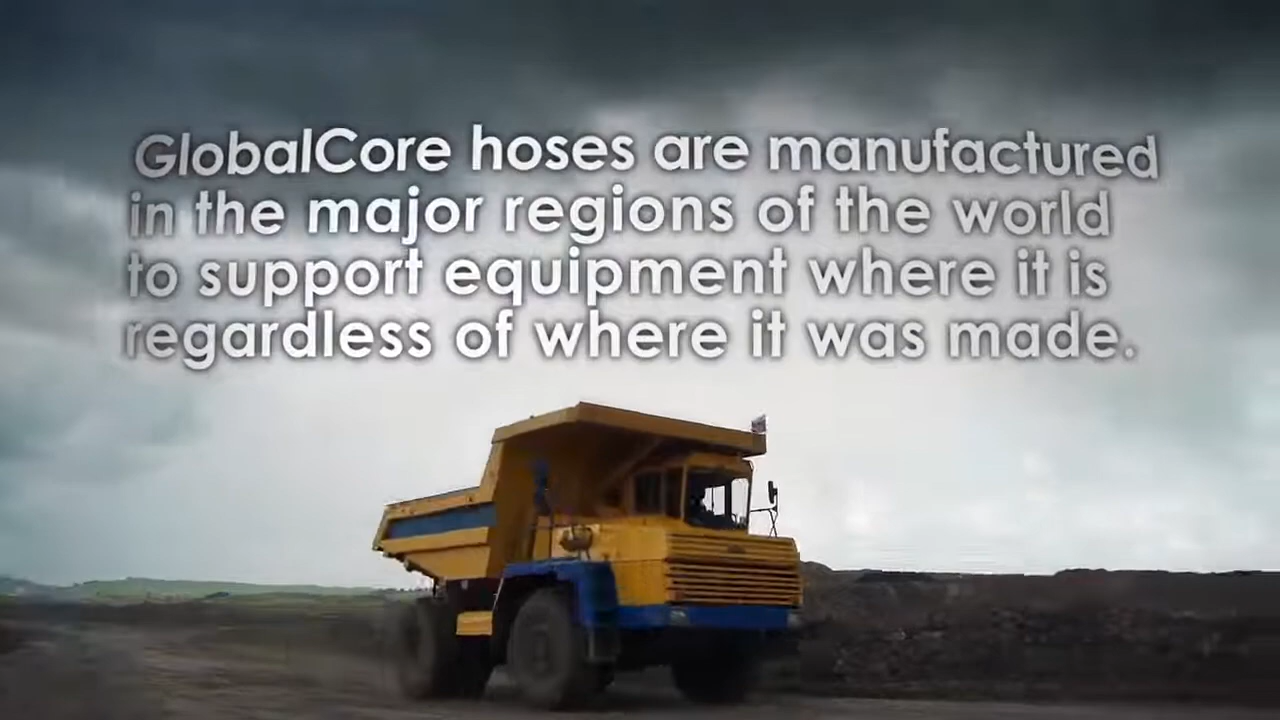 GlobalCore hoses are manufactured
in the major regions of the world
to support equipment where it is
regardless of where it was made.